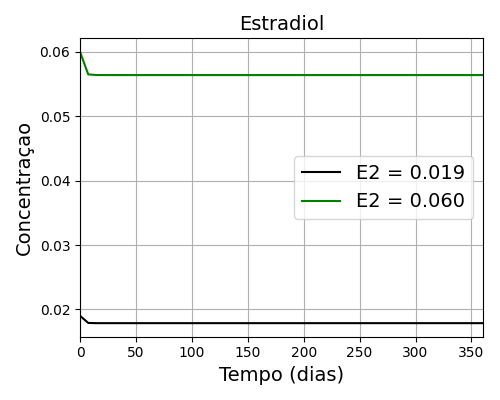 Estradiol
Concentraçao
0.06
0.05
0.04
0.03
0.02
E2 = 0.019
E2 = 0.060
0 50 100 150 200 250 300 350
Tempo (dias)